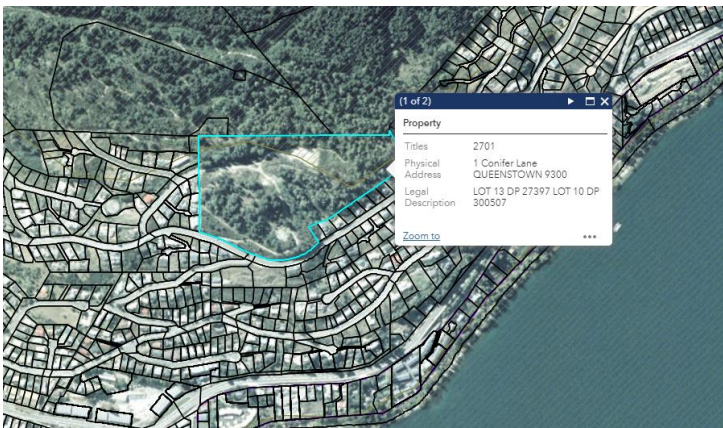 (1 of 2)
Property
Titles 2701
Physical Address 1 Conifer Lane
QUEENSTOWN 9300
Legal Description LOT 13 DP 27397 LOT 10 DP
300507
Zoom to